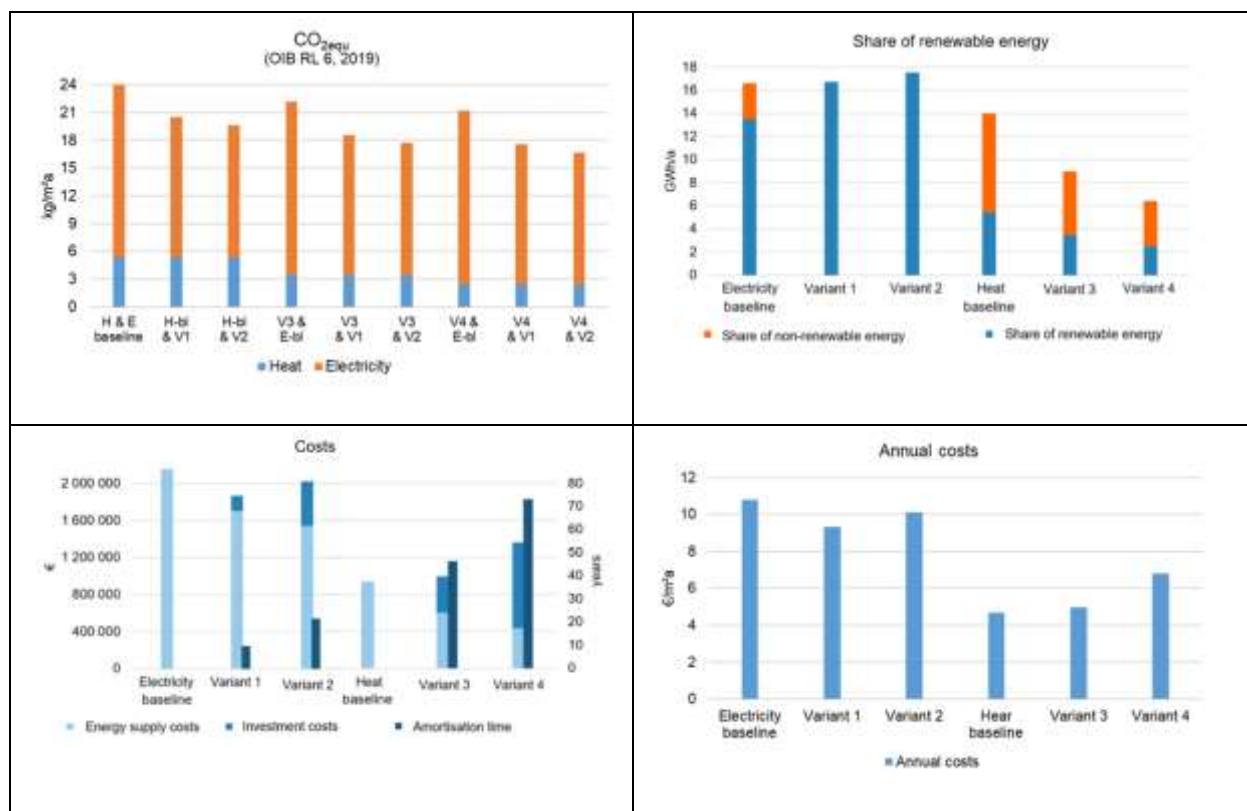 CO2equ
(OIB RL 6, 2019)
24
21
18
15
12
9
6
3
0
kg/m²a
H & E baseline
H-bl & V1
H-bl & V2
V3 & E-bl
V3 & V1
V3 & V2
V4 & E-bl
V4 & V1
V4 & V2
Heat
Electricity
Share of renewable energy
18
16
14
12
10
8
6
4
2
0
GWh/a
Electricity baseline
Variant 1
Variant 2
Heat baseline
Variant 3
Variant 4
Share of non-renewable energy
Share of renewable energy
Costs
2 000 000
1 600 000
1 200 000
800 000
400 000
0
€
80
70
60
50
40
30
20
10
0
years
Electricity baseline
Variant 1
Variant 2
Heat baseline
Variant 3
Variant 4
Energy supply costs
Investment costs
Amortisation time
Annual costs
12
10
8
6
4
2
0
€/m²a
Electricity baseline
Variant 1
Variant 2
Hear baseline
Variant 3
Variant 4
Annual costs